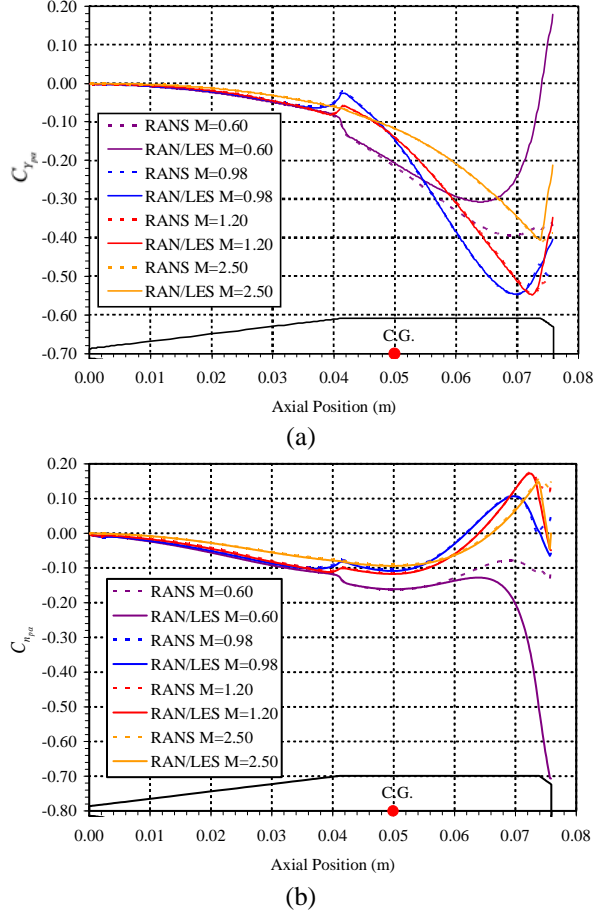 0.20
0.10
0.00
-0.10
-0.20
-0.30
-0.40
-0.50
-0.60
-0.70
C_{Y_{pα}}
RANS M=0.60
RAN/LES M=0.60
RANS M=0.98
RAN/LES M=0.98
RANS M=1.20
RAN/LES M=1.20
RANS M=2.50
RAN/LES M=2.50
C.G.
0.00 0.01 0.02 0.03 0.04 0.05 0.06 0.07 0.08
Axial Position (m)
(a)
0.20
0.10
0.00
-0.10
-0.20
-0.30
-0.40
-0.50
-0.60
-0.70
-0.80
C_{n_{pα}}
RANS M=0.60
RAN/LES M=0.60
RANS M=0.98
RAN/LES M=0.98
RANS M=1.20
RAN/LES M=1.20
RANS M=2.50
RAN/LES M=2.50
C.G.
0.00 0.01 0.02 0.03 0.04 0.05 0.06 0.07 0.08
Axial Position (m)
(b)